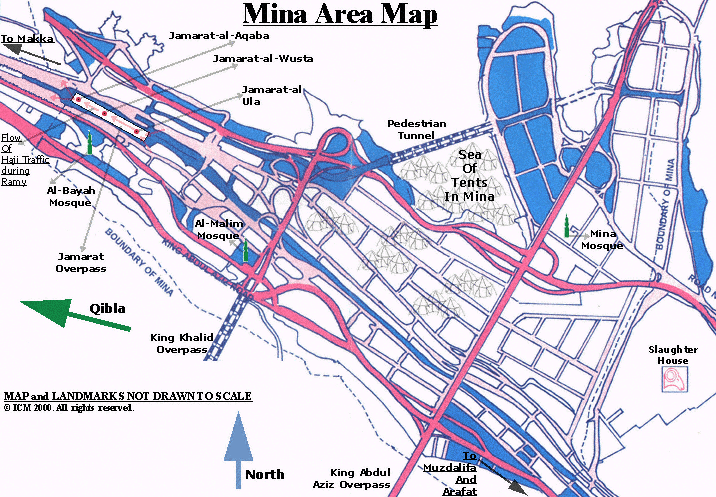 Mina Area Map
To Makka
Jamarat-al-Aqaba
Jamarat-al-Wusta
Jamarat-al
Ula
Pedestrian
Tunnel
Flow
Of
Haji Traffic
during
Ramy
Sea
Of
Tents
In Mina
Al-Bayah
Mosque
Al-Malim
Mosque
Mina
Mosque
BOUNDARY OF MINA
Jamarat
Overpass
BOUNDARY OF MINA
KING ABDUL AZIZ ROAD
ROAD N
Qibla
King Khalid
Overpass
Slaughter
House
MAP and LANDMARKS NOT DRAWN TO SCALE
© ICM 2000. All rights reserved.
North
King Abdul
Aziz Overpass
To
Muzdalifa
And
Arafat